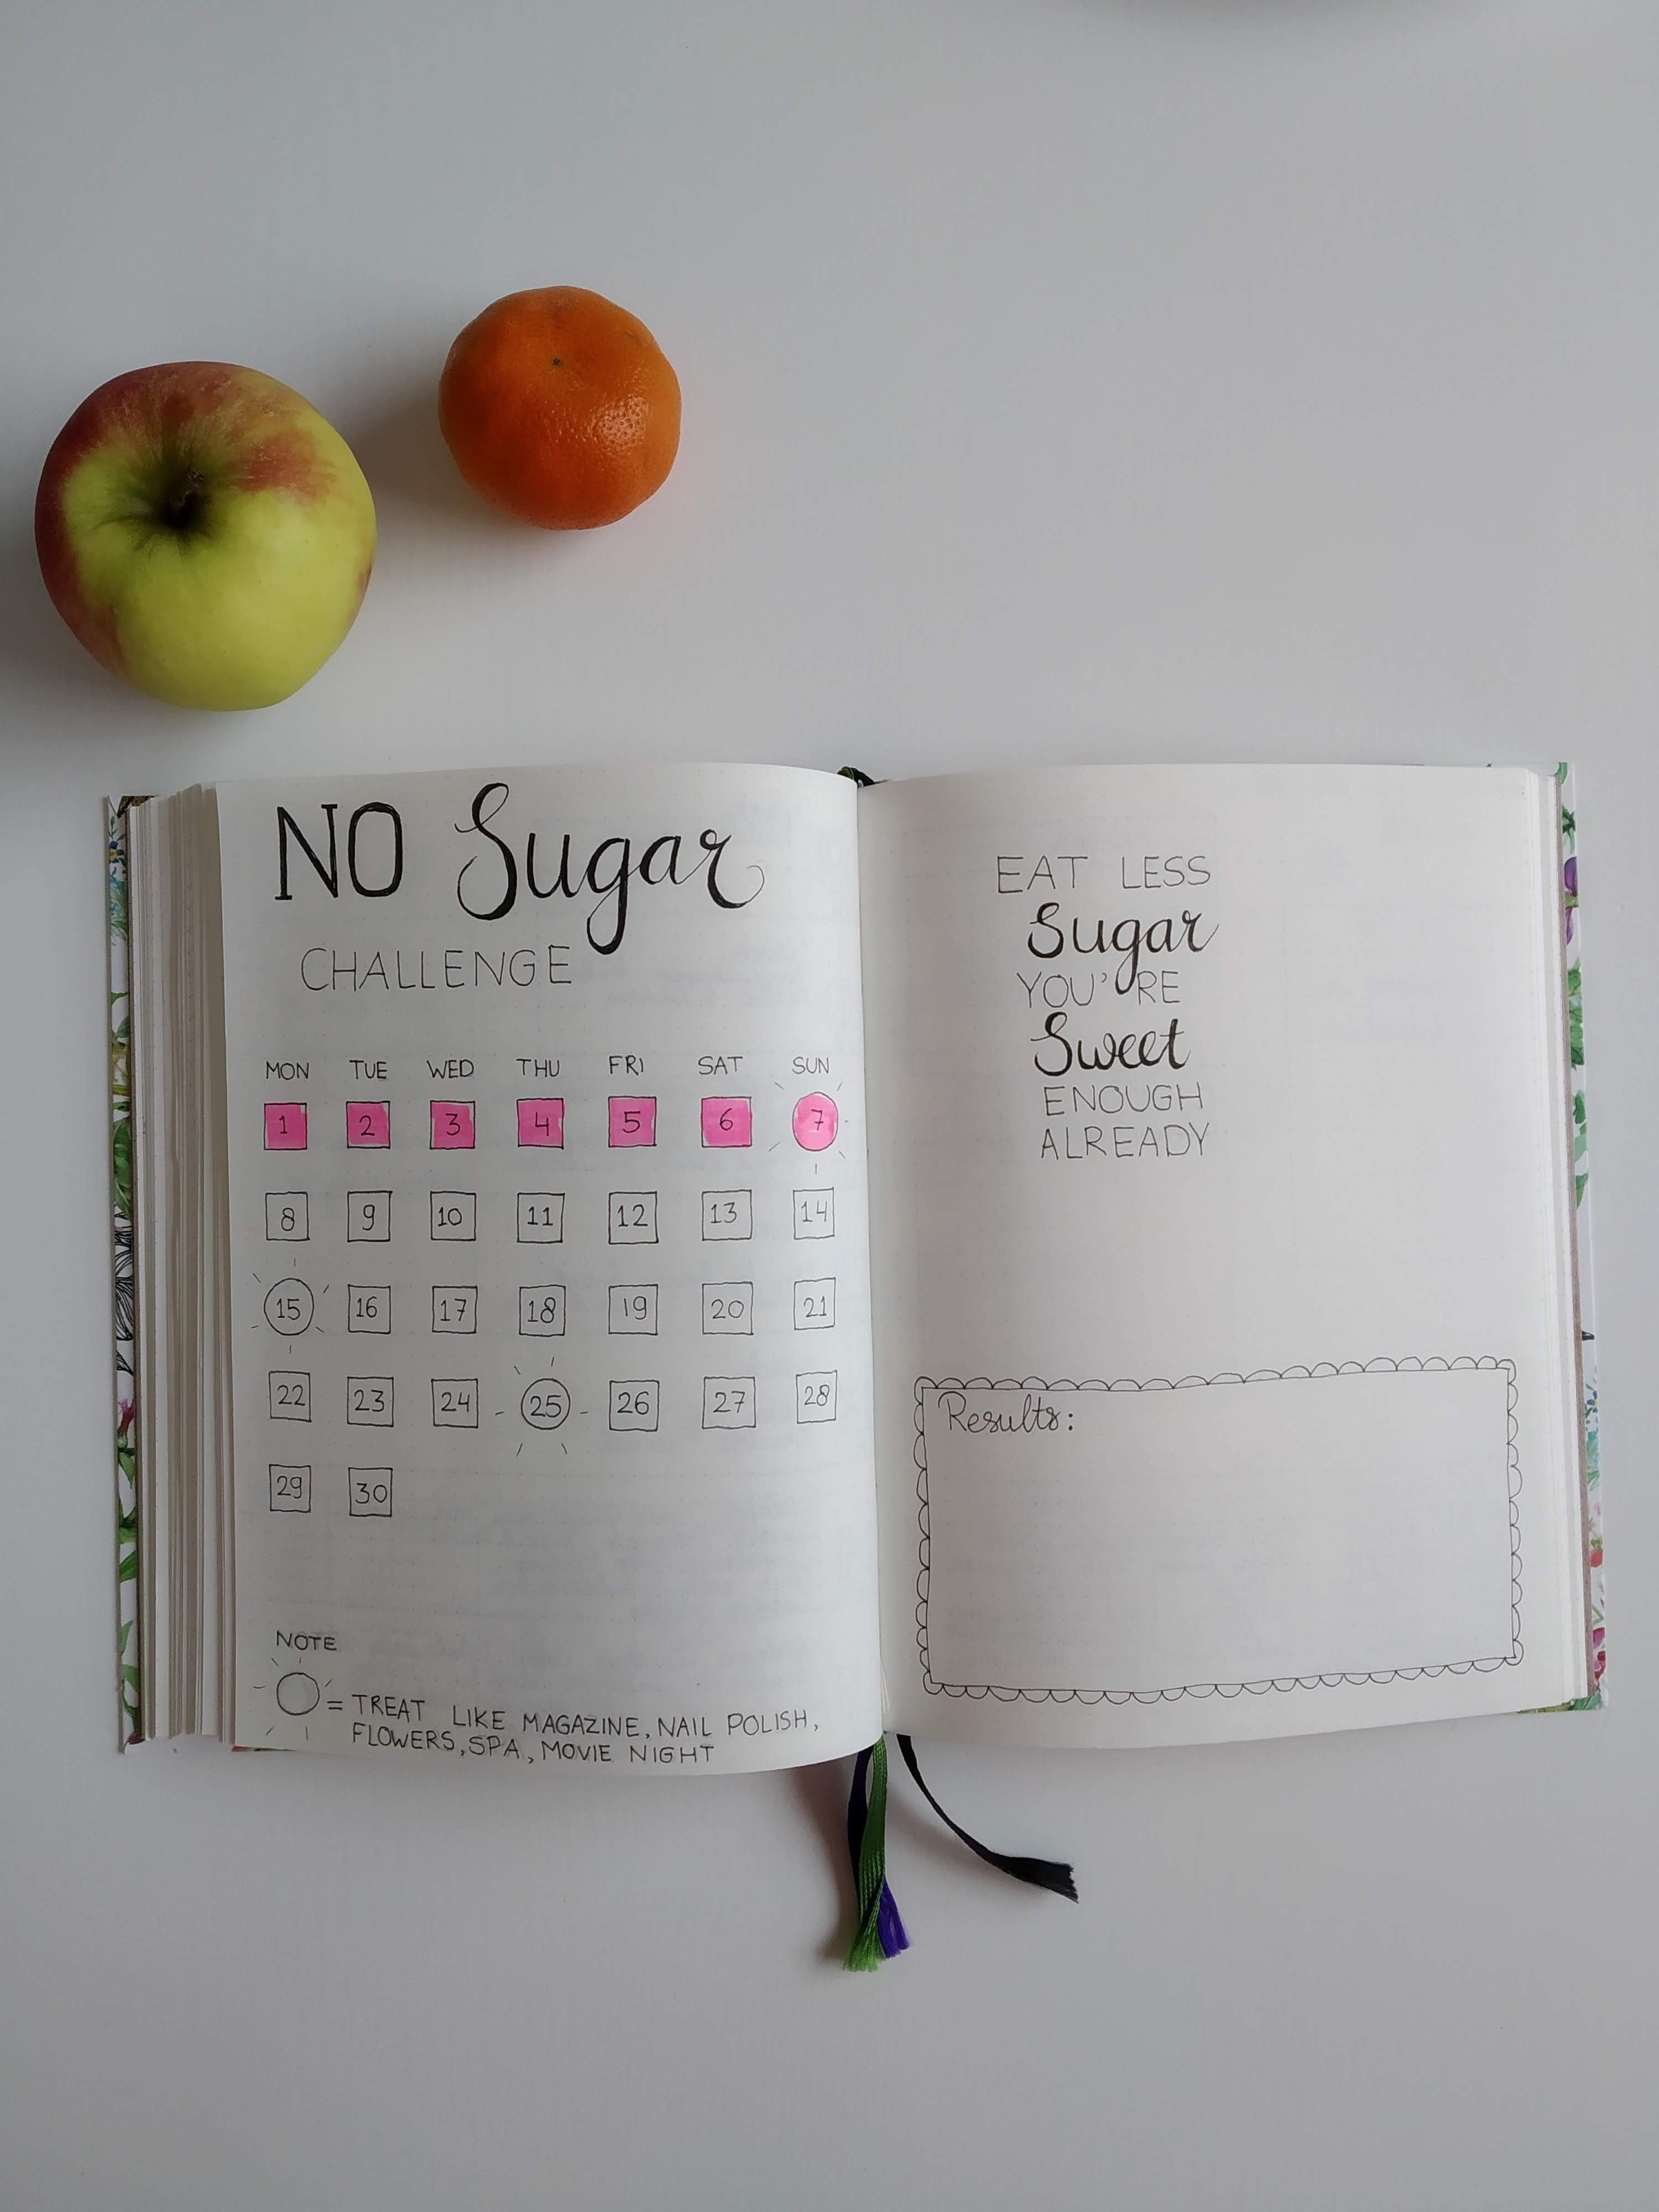 NO Sugar
CHALLENGE
MON TUE WED THU FRI SAT SUN
1 2 3 4 5 6 7
8 9 10 11 12 13 14
15 16 17 18 19 20 21
22 23 24 25 26 27 28
29 30
NOTE
= TREAT LIKE MAGAZINE, NAIL POLISH,
FLOWERS, SPA, MOVIE NIGHT
EAT LESS
Sugar
YOU'RE
Sweet
ENOUGH
ALREADY
Results: